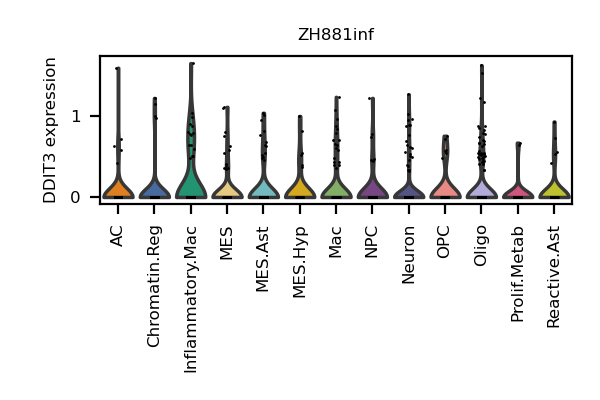 ZH881inf
DDIT3 expression
1
0
AC
Chromatin.Reg
Inflammatory.Mac
MES
MES.Ast
MES.Hyp
Mac
NPC
Neuron
OPC
Oligo
Prolif.Metab
Reactive.Ast